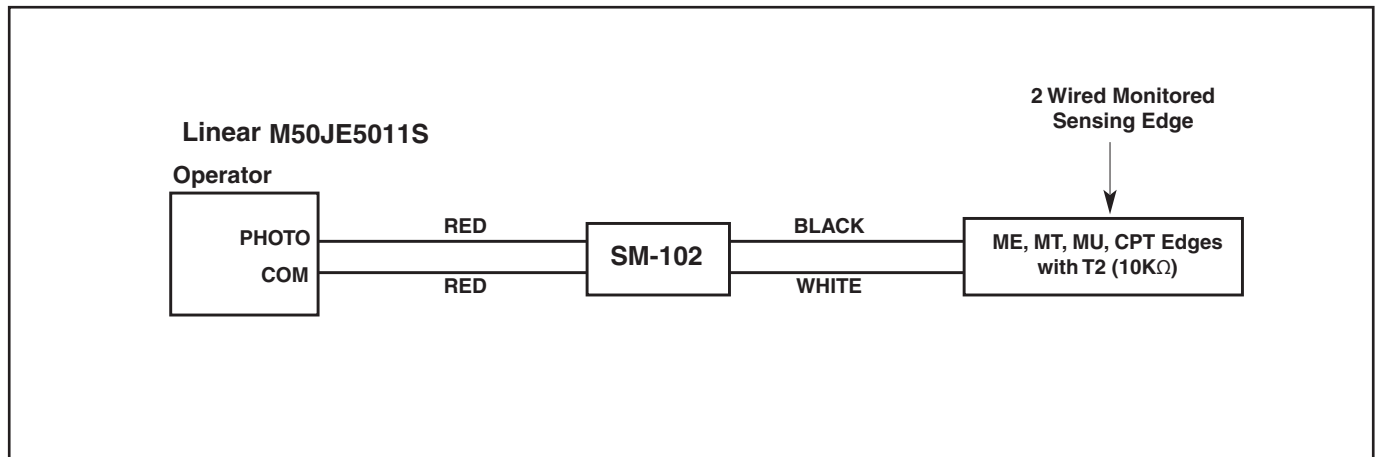 2 Wired Monitored
Sensing Edge
Linear M50JE5011S
Operator
PHOTO
COM
RED
RED
SM-102
BLACK
WHITE
ME, MT, MU, CPT Edges
with T2 (10KΩ)